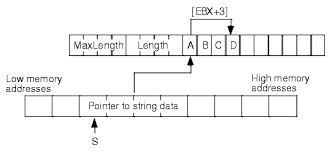 [EBX+3]
MaxLength Length A B C D
Low memory addresses
High memory addresses
Pointer to string data
S